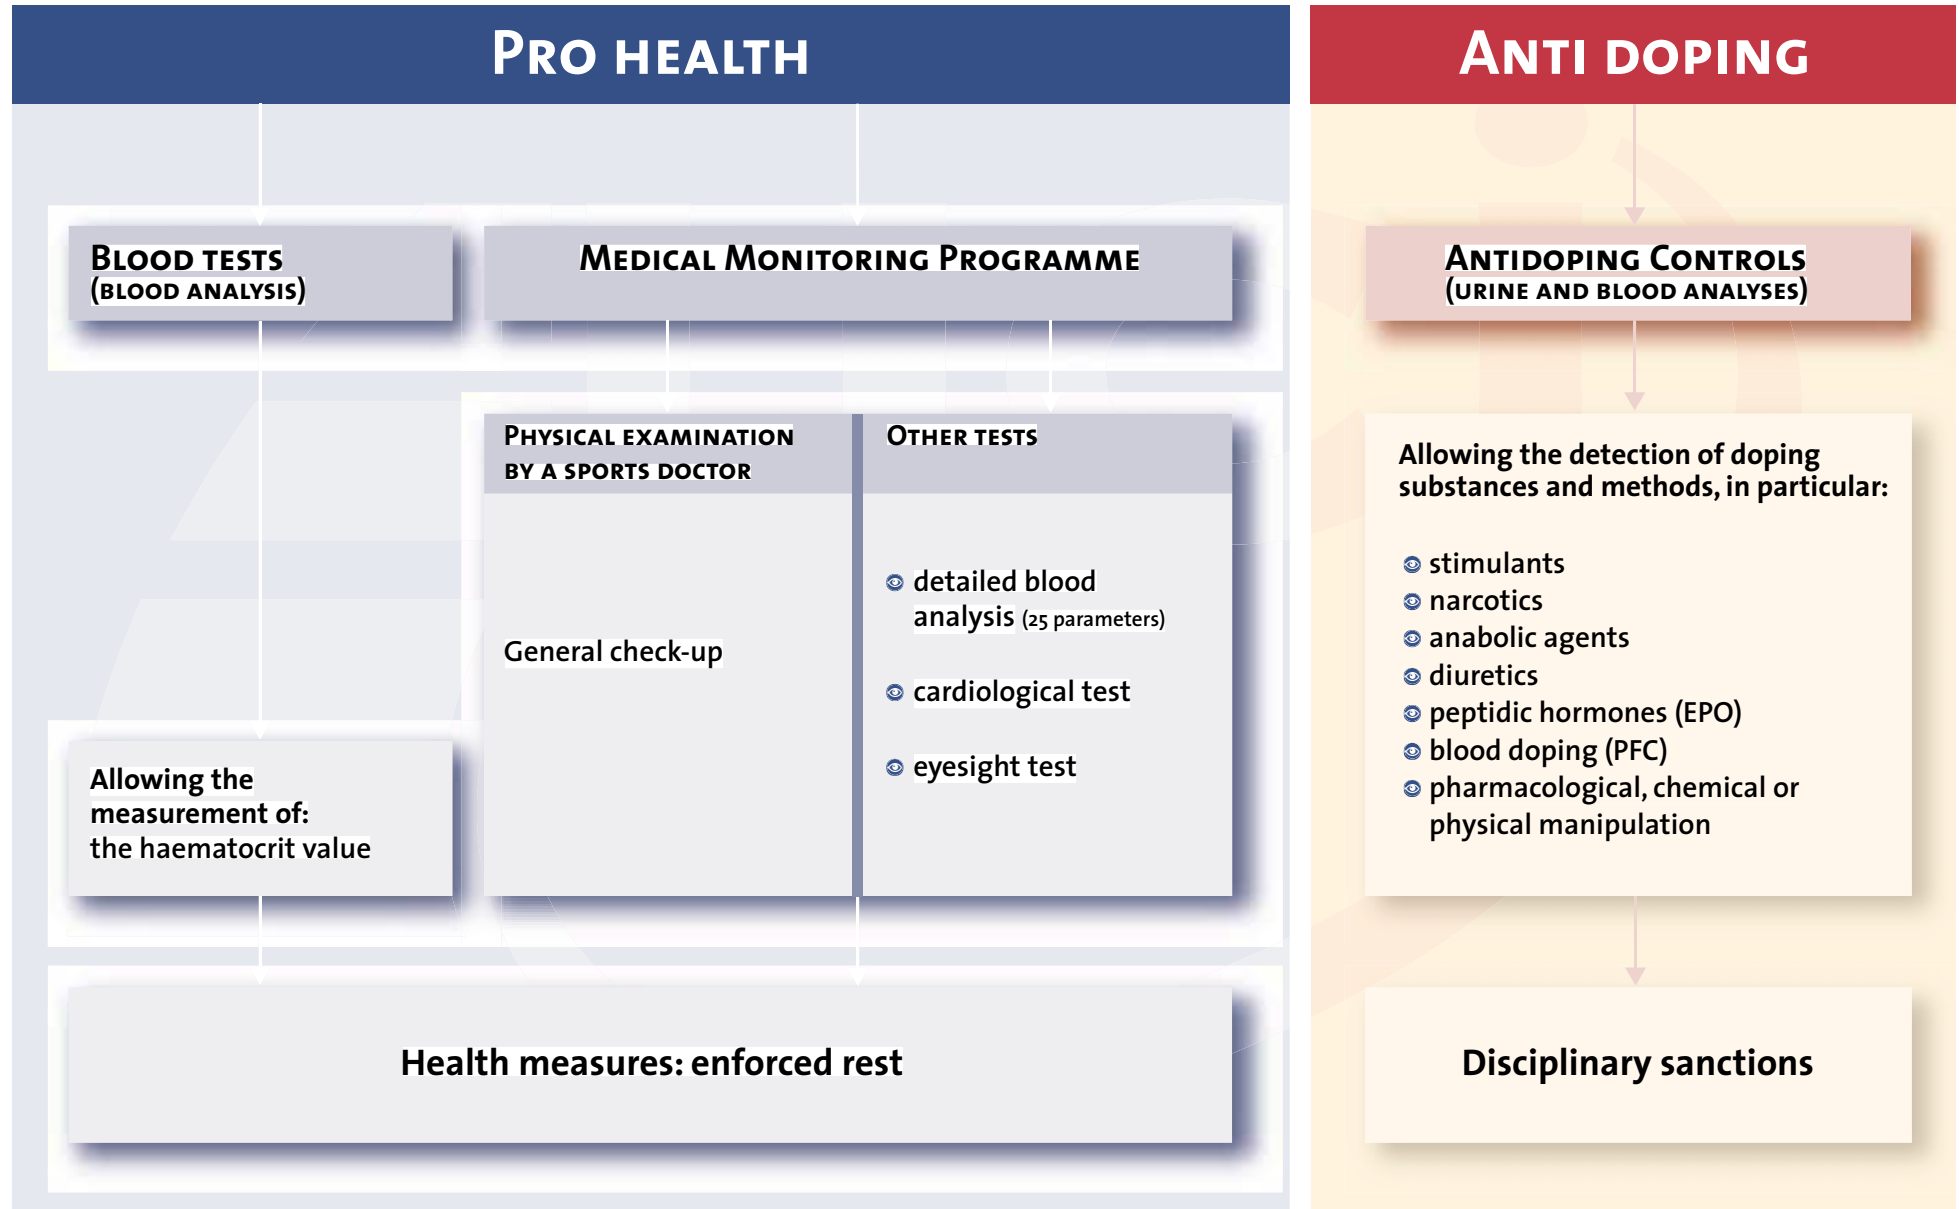 PRO HEALTH
BLOOD TESTS
(BLOOD ANALYSIS)
MEDICAL MONITORING PROGRAMME
PHYSICAL EXAMINATION
BY A SPORTS DOCTOR
General check-up
OTHER TESTS
detailed blood
analysis (25 parameters)
cardiological test
eyesight test
Allowing the
measurement of:
the haematocrit value
Health measures: enforced rest
ANTI DOPING
ANTIDOPING CONTROLS
(URINE AND BLOOD ANALYSES)
Allowing the detection of doping
substances and methods, in particular:
stimulants
narcotics
anabolic agents
diuretics
peptidic hormones (EPO)
blood doping (PFC)
pharmacological, chemical or
physical manipulation
Disciplinary sanctions